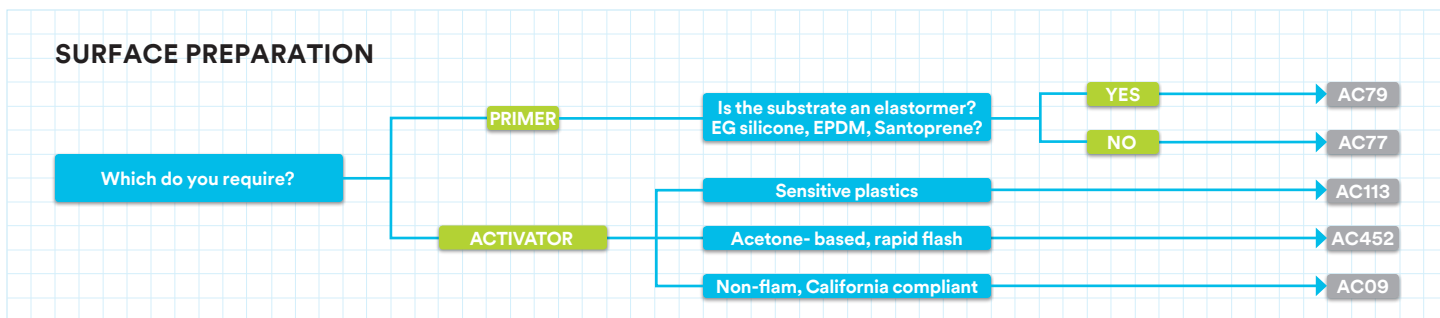 SURFACE PREPARATION
Which do you require?
PRIMER
Is the substrate an elastormer?
EG silicone, EPDM, Santoprene?
YES
AC79
NO
AC77
ACTIVATOR
Sensitive plastics
AC113
Acetone- based, rapid flash
AC452
Non-flam, California compliant
AC09